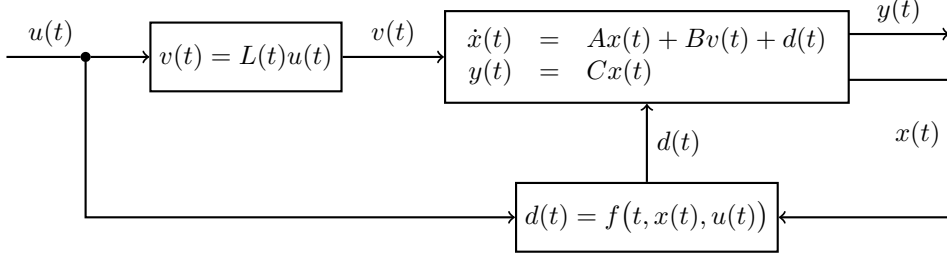 u(t)
v(t) = L(t)u(t)
v(t)
ẋ(t) = Ax(t) + Bv(t) + d(t)
y(t) = Cx(t)
y(t)
x(t)
d(t)
d(t) = f(t, x(t), u(t))